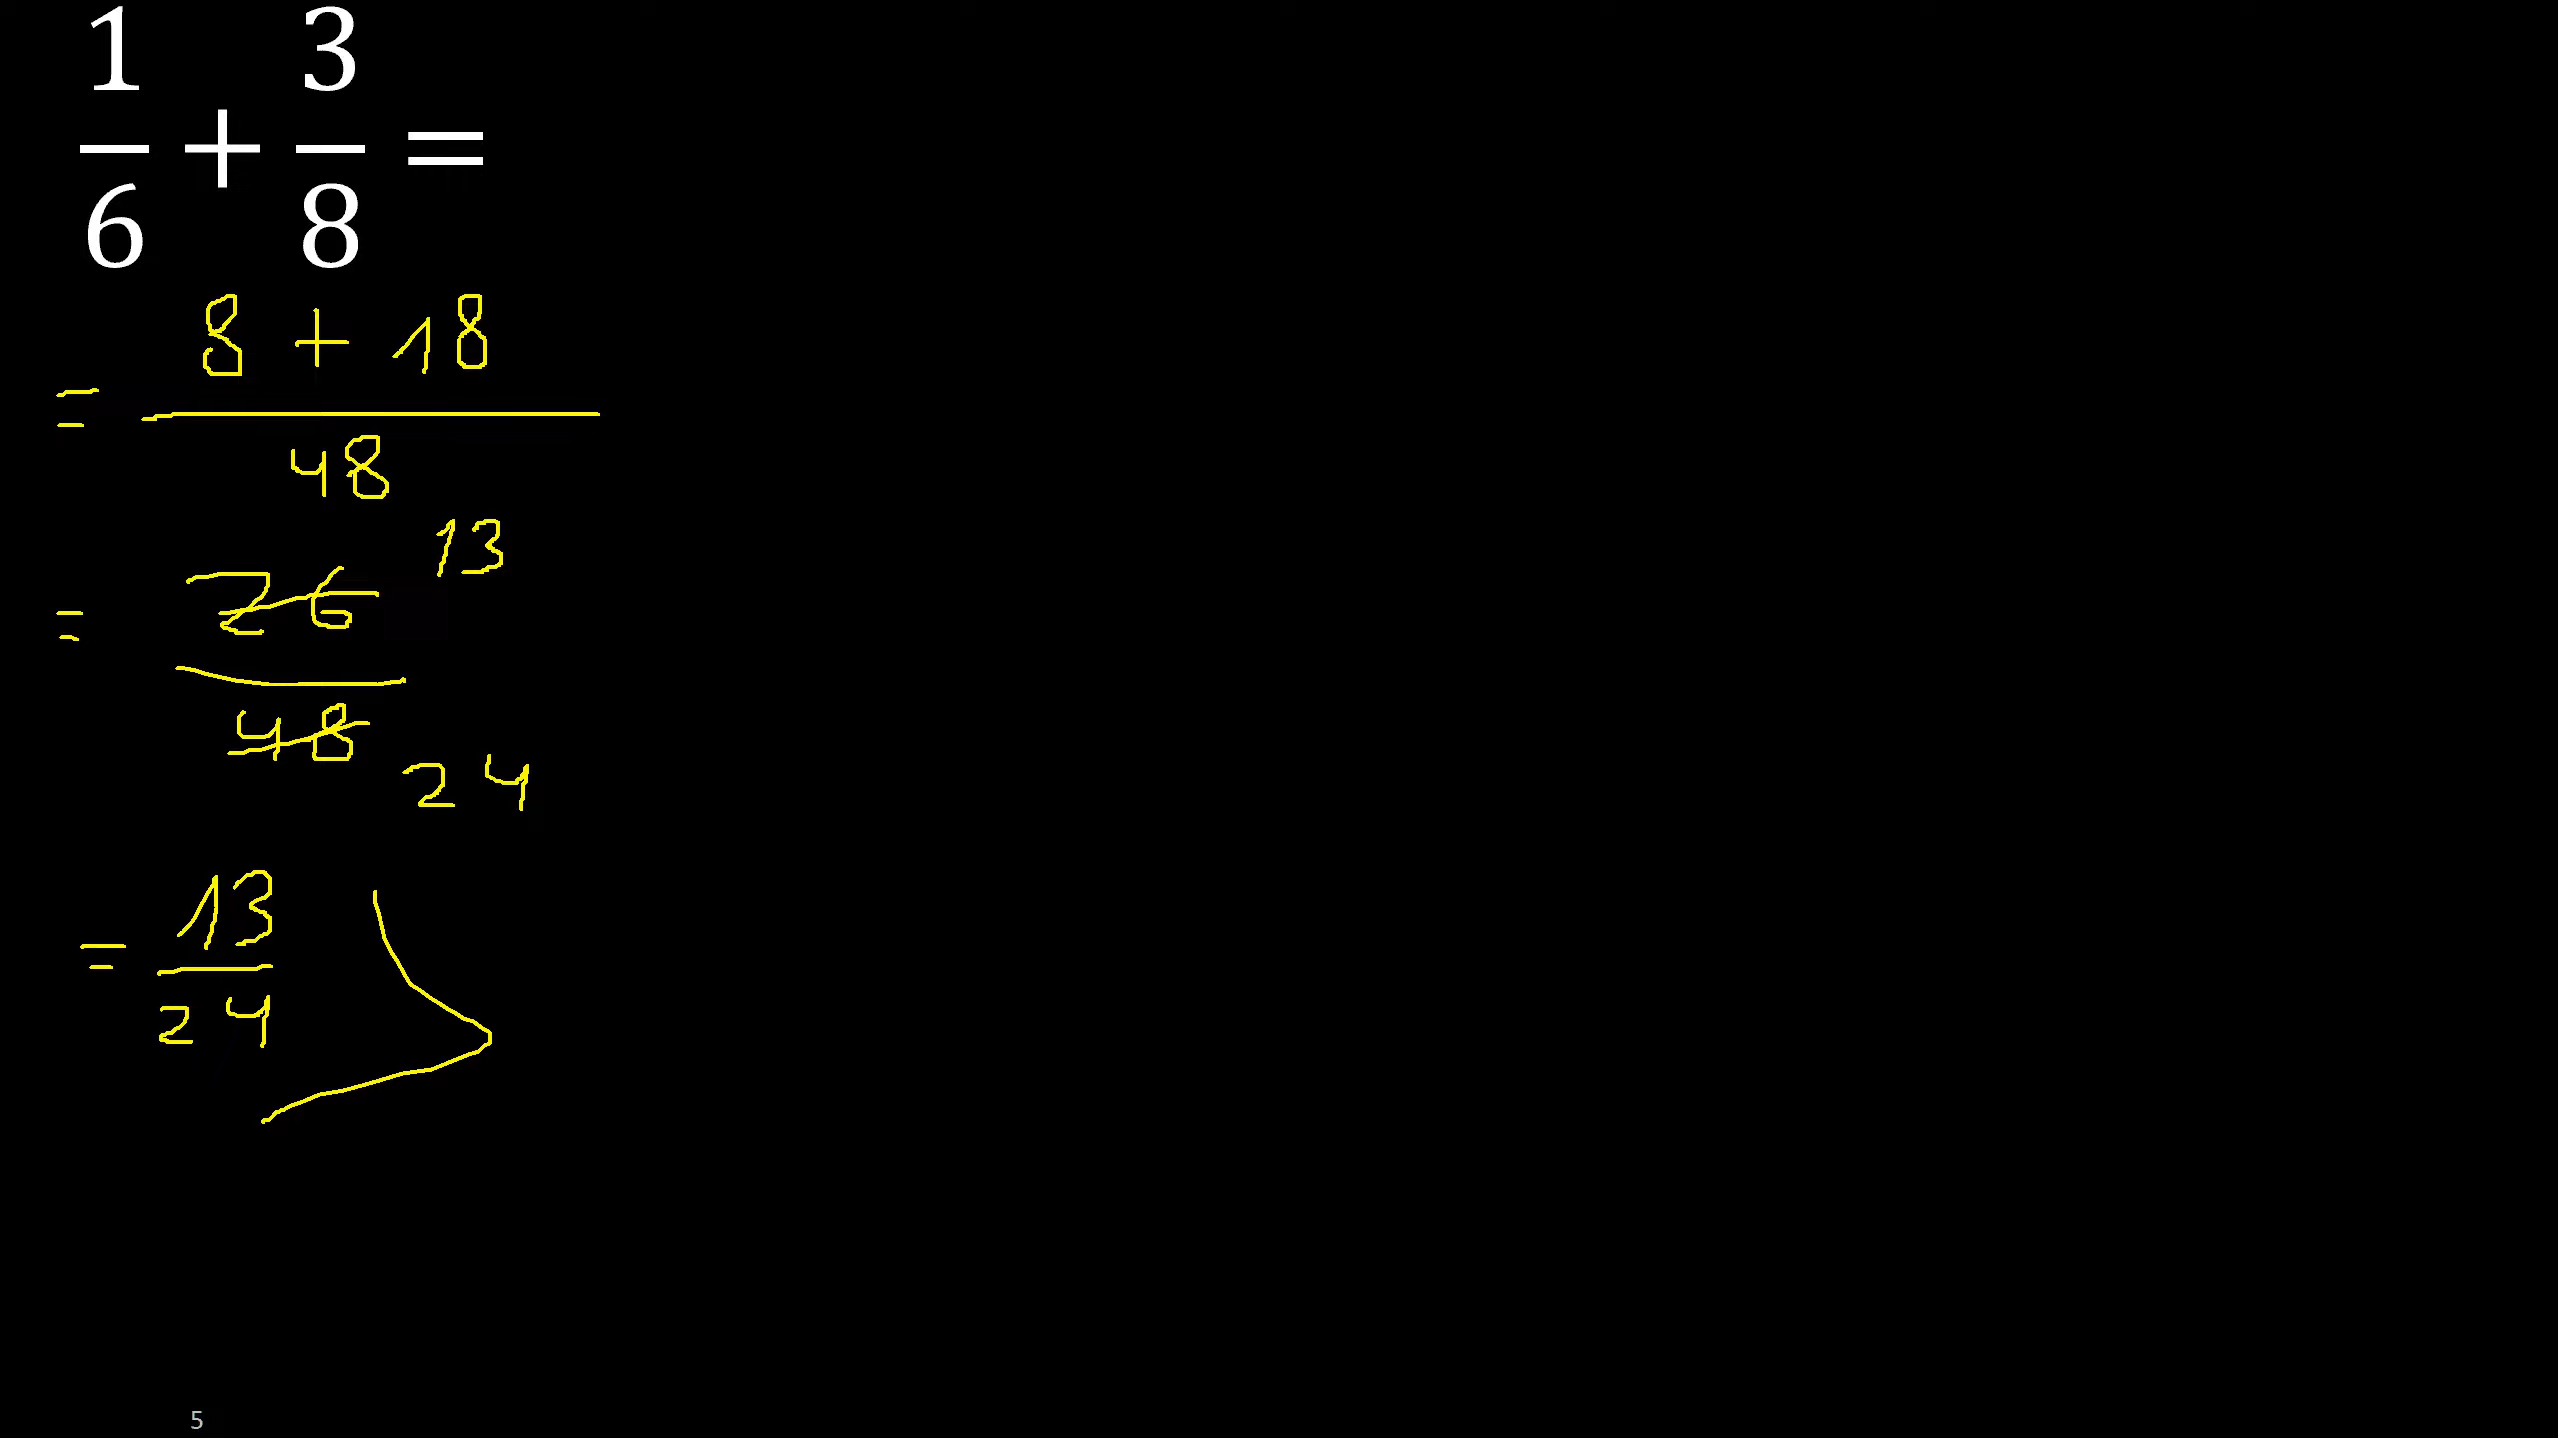 1/6 + 3/8 =
= (8 + 18)/48
= 26/48 13 24
= 13/24
5